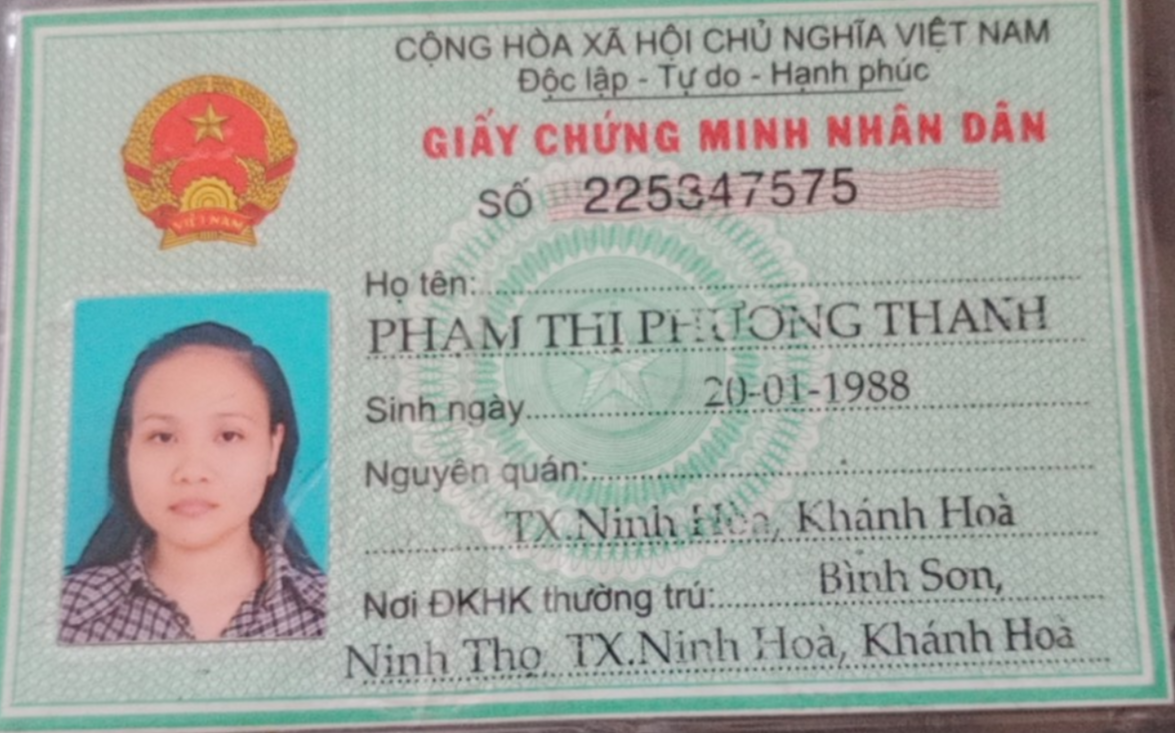 CỘNG HÒA XÃ HỘI CHỦ NGHĨA VIỆT NAM
Độc lập - Tự do - Hạnh phúc
GIẤY CHỨNG MINH NHÂN DÂN
SỐ 225347575
VIỆT NAM
Họ tên:
PHẠM THỊ PHƯƠNG THANH
Sinh ngày 20-01-1988
Nguyên quán:
TX.Ninh Hòa, Khánh Hoà
Nơi ĐKHK thường trú: Bình Sơn,
Ninh Thọ, TX.Ninh Hoà, Khánh Hoà